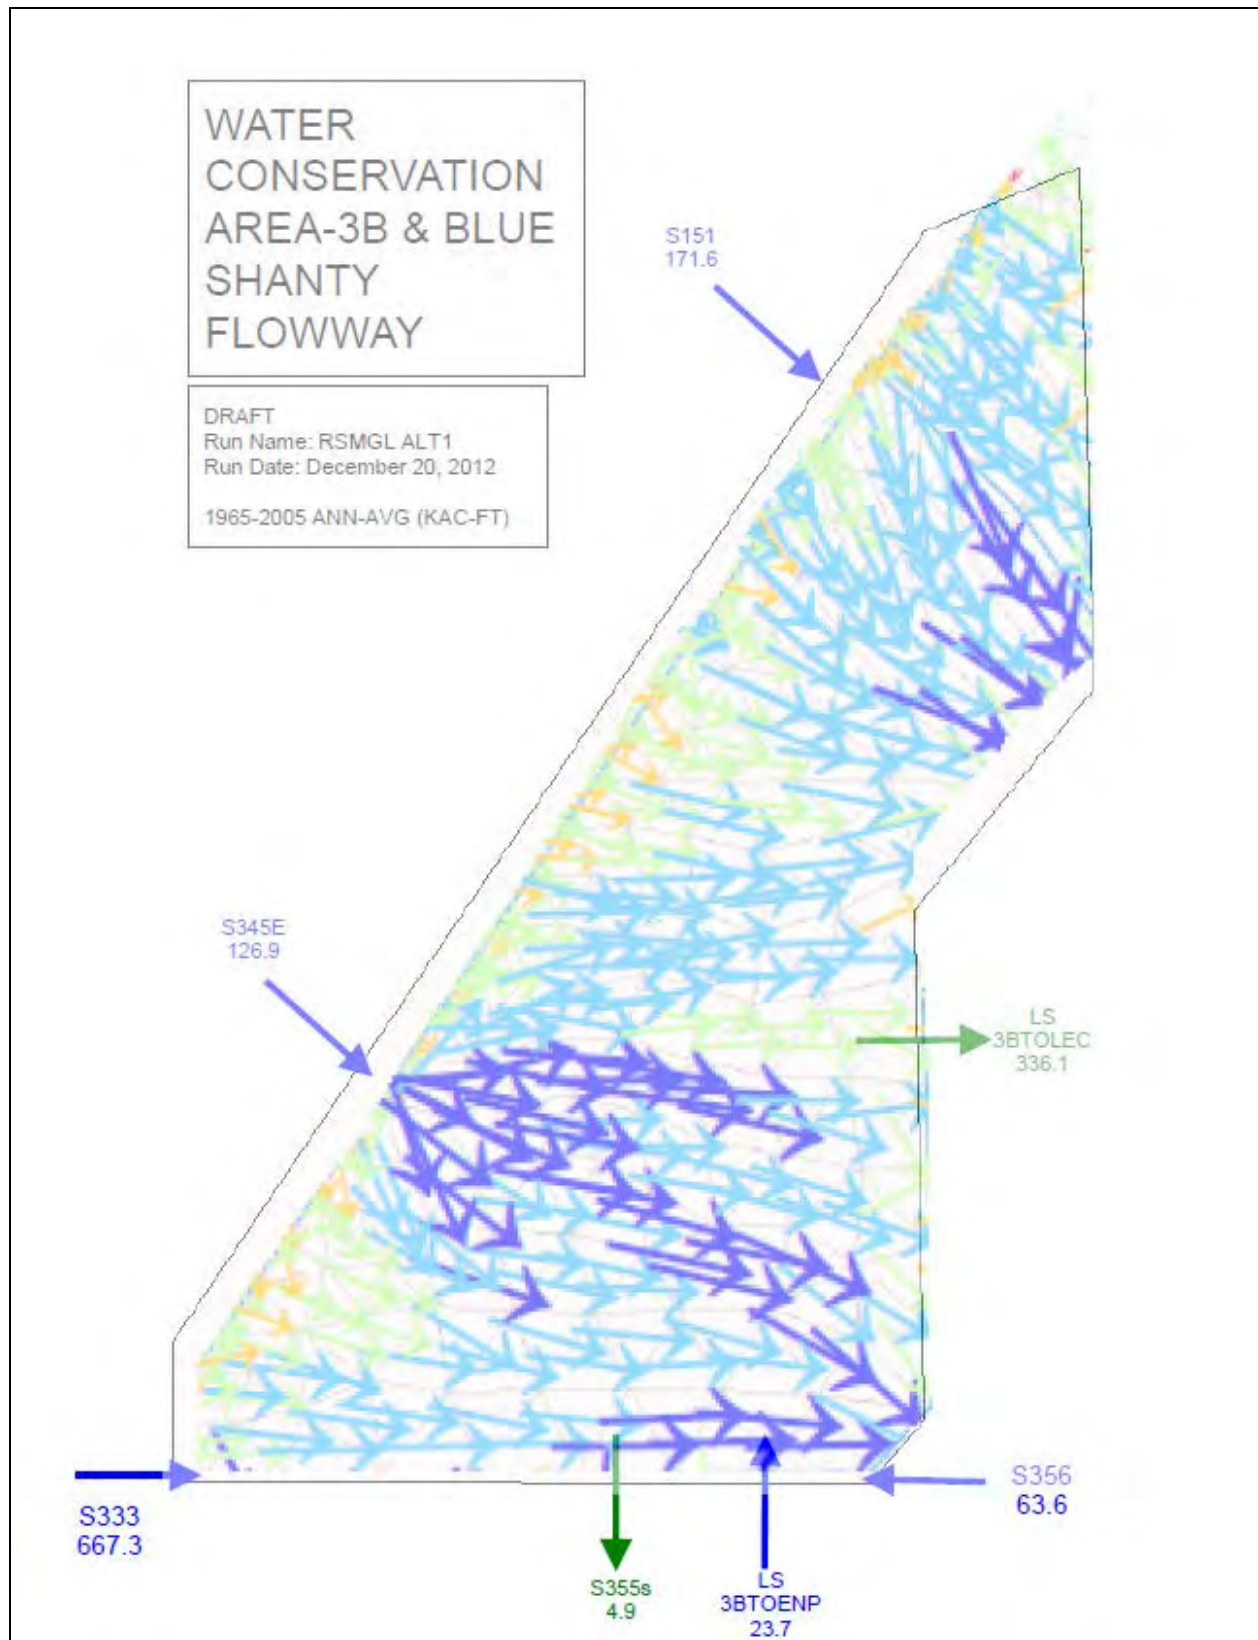 WATER
CONSERVATION
AREA-3B & BLUE
SHANTY
FLOWWAY
DRAFT
Run Name: RSMGL ALT1
Run Date: December 20, 2012
1965-2005 ANN-AVG (KAC-FT)
S151
171.6
S345E
126.9
LS
3BTOLEC
336.1
S333
667.3
S356
63.6
S355s
4.9
LS
3BTOENP
23.7